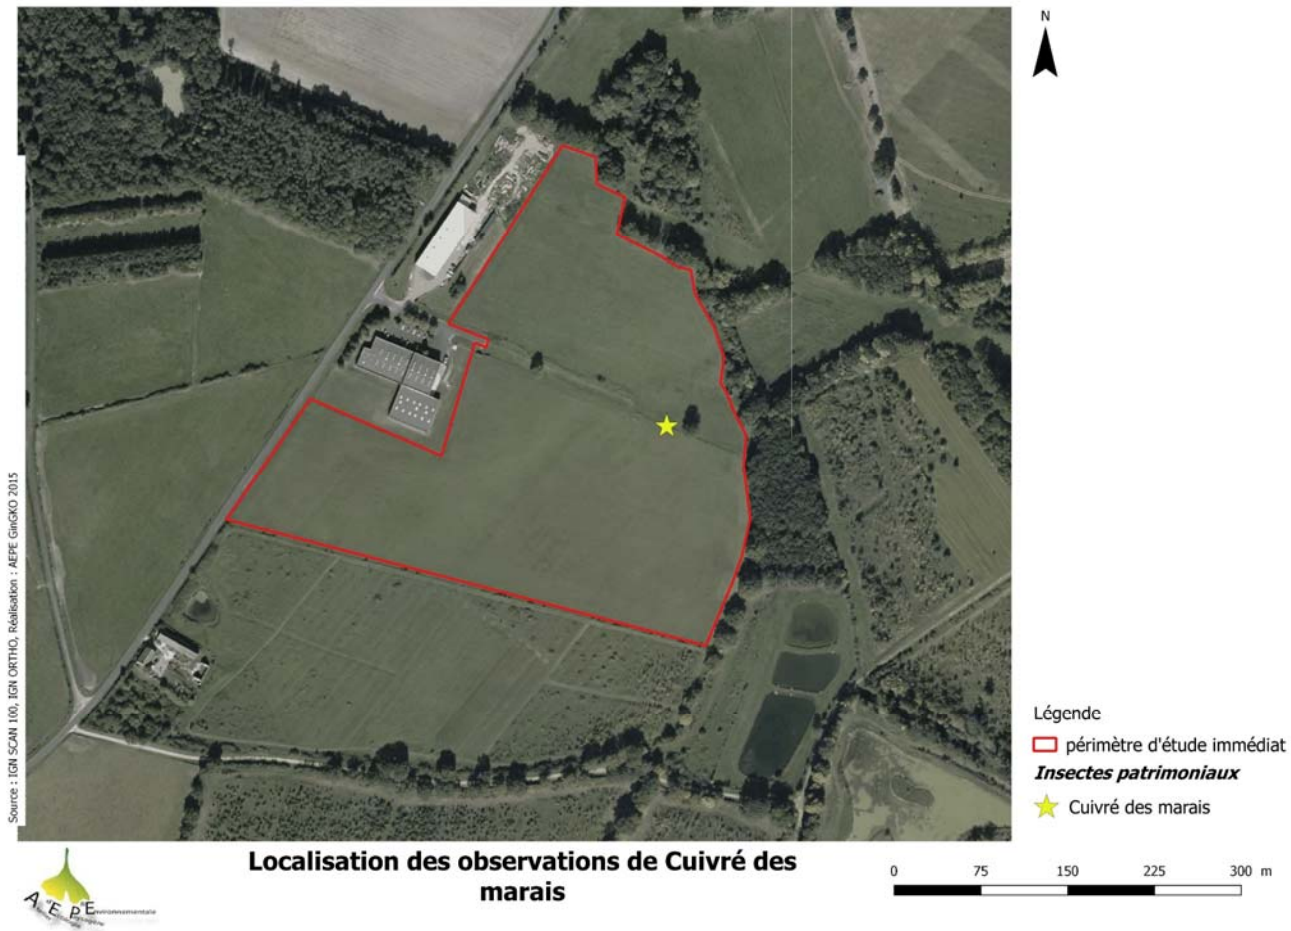 N
Source : IGN SCAN 100, IGN ORTHO, Réalisation : AEPE GinGKO 2015
Légende
périmètre d'étude immédiat
Insectes patrimoniaux
Cuivré des marais
Localisation des observations de Cuivré des
marais
0 75 150 225 300 m
A E P E
nvironnementale